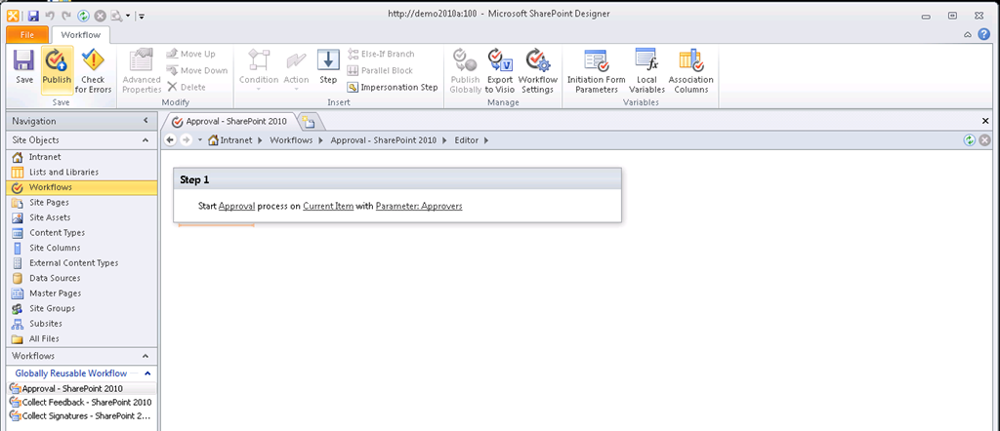 http://demo2010a:100 - Microsoft SharePoint Designer
File Workflow
Save Publish Check for Errors
Save
Advanced Properties Move Up Move Down Delete
Modify
Condition Action Step Else-If Branch Parallel Block Impersonation Step
Insert
Publish Globally Export to Visio Workflow Settings
Manage
Initiation Form Parameters Local Variables Association Columns
Variables
Navigation
Approval - SharePoint 2010
Site Objects
Intranet Workflows Approval - SharePoint 2010 Editor
Intranet
Lists and Libraries
Workflows
Site Pages
Site Assets
Content Types
Site Columns
External Content Types
Data Sources
Master Pages
Site Groups
Subsites
All Files
Workflows
Globally Reusable Workflow
Approval - SharePoint 2010
Collect Feedback - SharePoint 2010
Collect Signatures - SharePoint 2...
Step 1
Start Approval process on Current Item with Parameter: Approvers